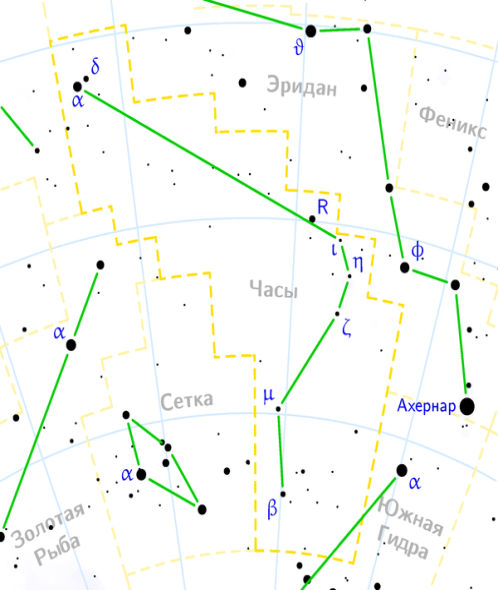 ϑ
δ
α
Эридан
Феникс
R
ι
η
ϕ
Часы
ζ
α
μ
Сетка
Ахернар
α
α
β
Золотая
Рыба
Южная
Гидра